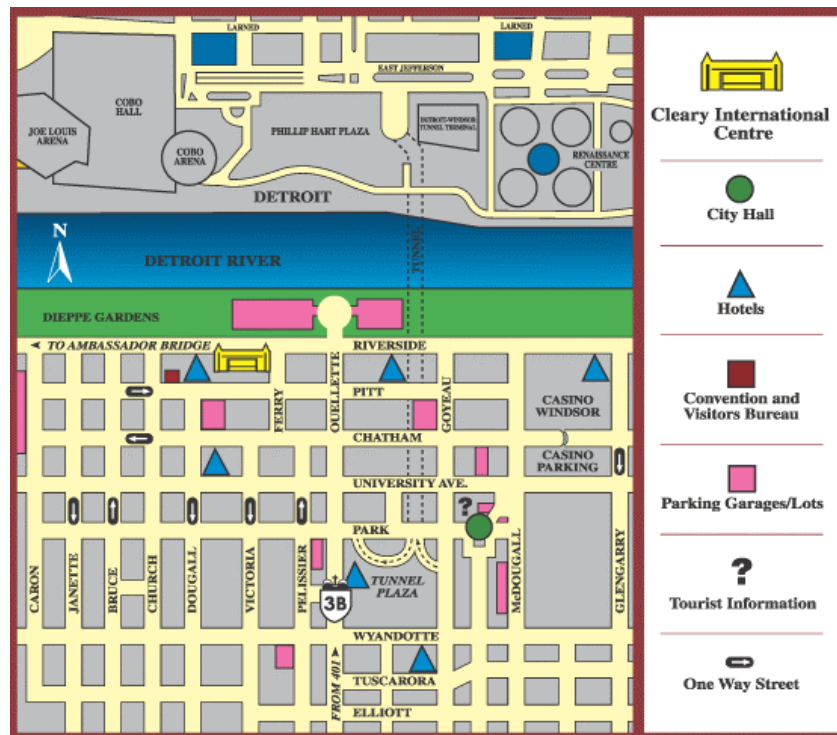 LARNED
LARNED
EAST JEFFERSON
COBO
HALL
JOE LOUIS
ARENA
COBO
ARENA
PHILLIP HART PLAZA
DETROIT-WINDSOR
TUNNEL TERMINAL
RENAISSANCE
CENTRE
DETROIT
N
DETROIT RIVER
TUNNEL
DIEPPE GARDENS
TO AMBASSADOR BRIDGE
RIVERSIDE
PITT
FERRY
OUELLETTE
GOYEAU
CASINO
WINDSOR
CHATHAM
CASINO
PARKING
UNIVERSITY AVE.
?
PARK
CARON
JANETTE
BRUCE
CHURCH
DOUGALL
VICTORIA
PELISSIER
TUNNEL
PLAZA
3B
McDOUGALL
GLENGARRY
WYANDOTTE
FROM 401
TUSCARORA
ELLIOTT
Cleary International
Centre
City Hall
Hotels
Convention and
Visitors Bureau
Parking Garages/Lots
?
Tourist Information
One Way Street